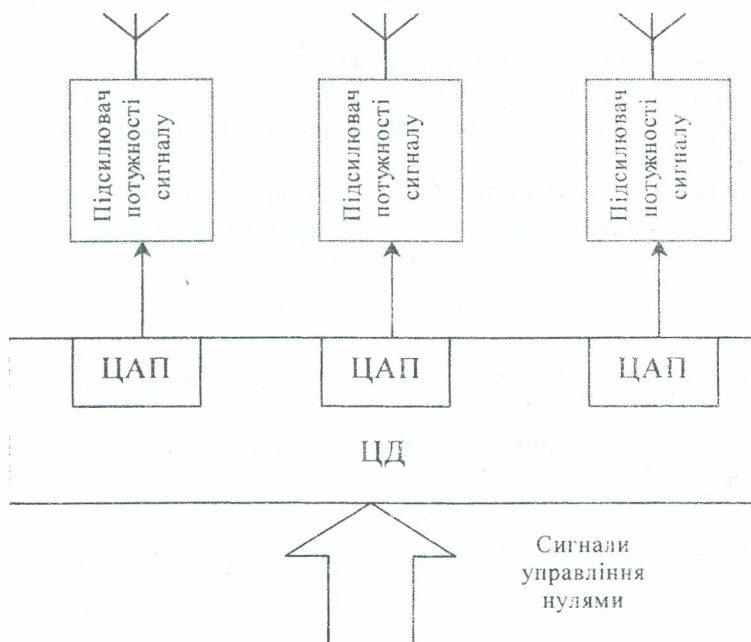 Підсилювач
потужності
сигналу
Підсилювач
потужності
сигналу
Підсилювач
потужності
сигналу
ЦАП
ЦАП
ЦАП
ЦД
Сигнали
управління
нулями